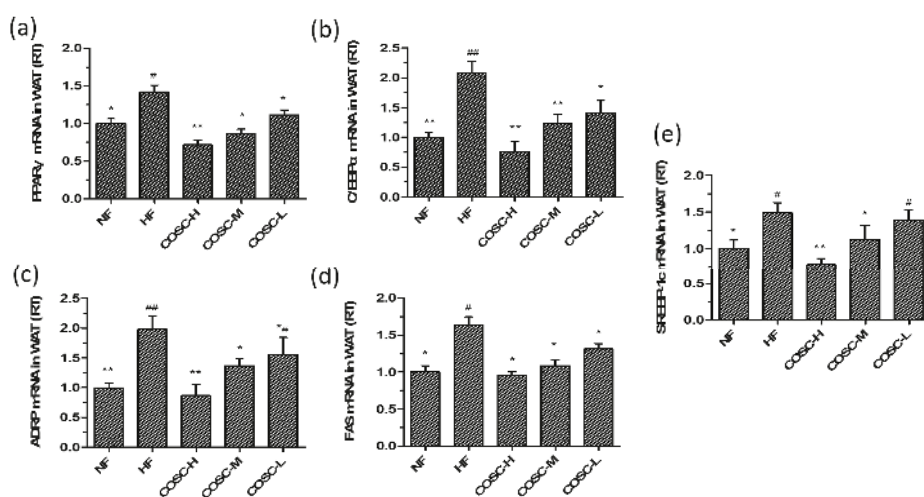 (a)
PPARγ mRNA in WAT (RT)
2.0
1.5
1.0
0.5
0.0
^
#
^^
^
*
NF
HF
COSC-H
COSC-M
COSC-L
(b)
C/EBPα mRNA in WAT (RT)
2.5
2.0
1.5
1.0
0.5
0.0
^^
##
**
^^
*
NF
HF
COSC-H
COSC-M
COSC-L
(c)
ADRP mRNA in WAT (RT)
2.5
2.0
1.5
1.0
0.5
0.0
^^
##
**
*
*#
NF
HF
COSC-H
COSC-M
COSC-L
(d)
FAS mRNA in WAT (RT)
2.0
1.5
1.0
0.5
0.0
^
#
^
*
^
NF
HF
COSC-H
COSC-M
COSC-L
(e)
SREBP-1c mRNA in WAT (RT)
2.0
1.5
1.0
0.5
0.0
*
#
^^
*
#
NF
HF
COSC-H
COSC-M
COSC-L